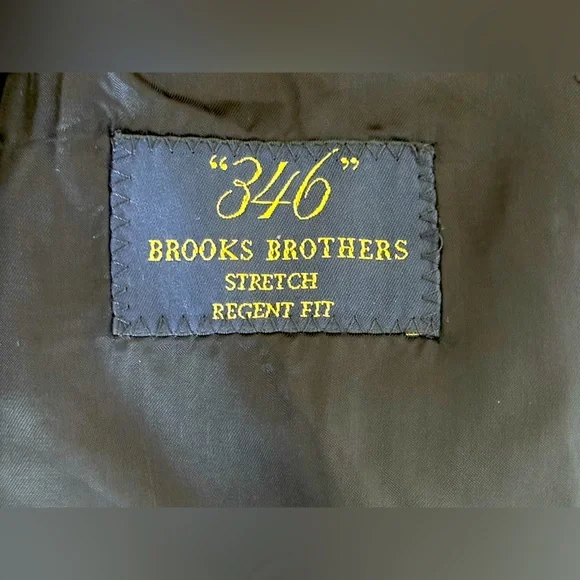 "346"
BROOKS BROTHERS
STRETCH
REGENT FIT